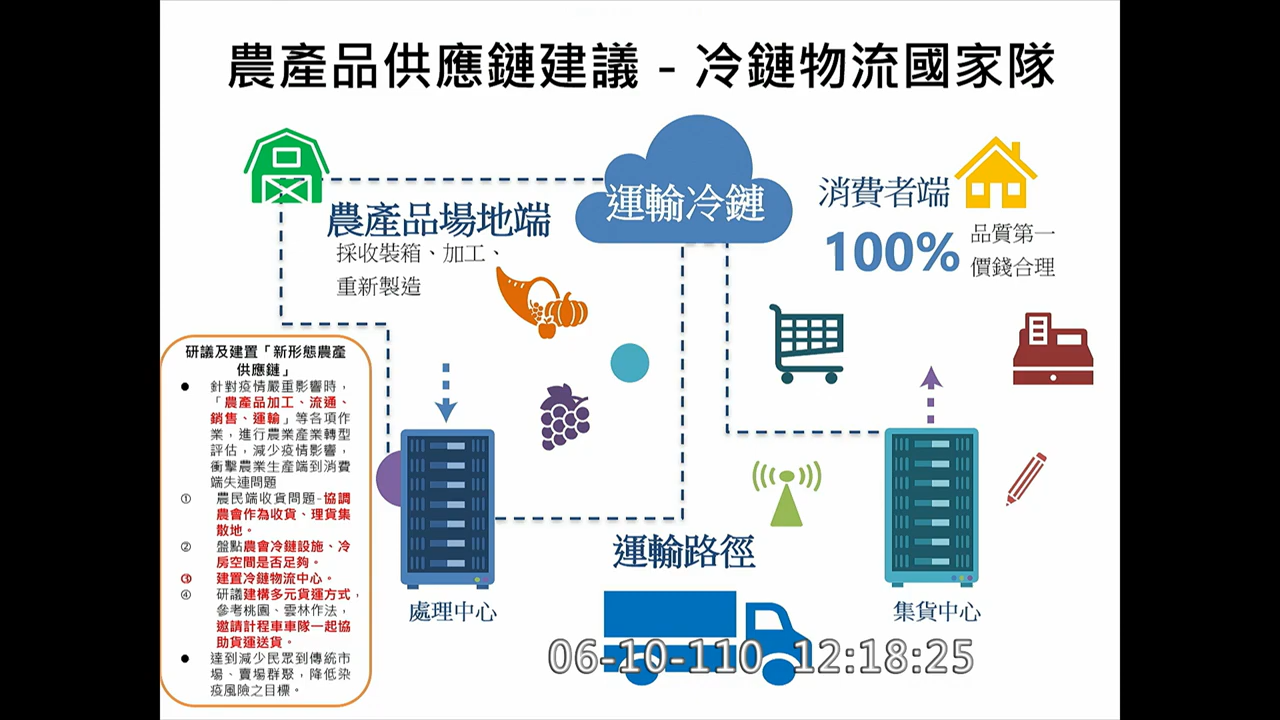 農產品供應鏈建議 - 冷鏈物流國家隊
運輸冷鏈
農產品場地端
採收裝箱、加工、
重新製造
消費者端
100%
品質第一
價錢合理
研議及建置「新形態農產
供應鏈」
● 針對疫情嚴重影響時，
「農產品加工、流通、
銷售、運輸」等各項作
業，進行農業產業轉型
評估，減少疫情影響，
衝擊農業生產端到消費
端失連問題
① 農民端收貨問題-協調
農會作為收貨、理貨集
散地。
② 盤點農會冷鏈設施、冷
房空間是否足夠。
③ 建置冷鏈物流中心。
④ 研議建構多元貨運方式，
參考桃園、雲林作法，
邀請計程車車隊一起協
助貨運送貨。
● 達到減少民眾到傳統市
場、賣場群聚，降低染
疫風險之目標。
處理中心
運輸路徑
集貨中心
06-10-110 12:18:25